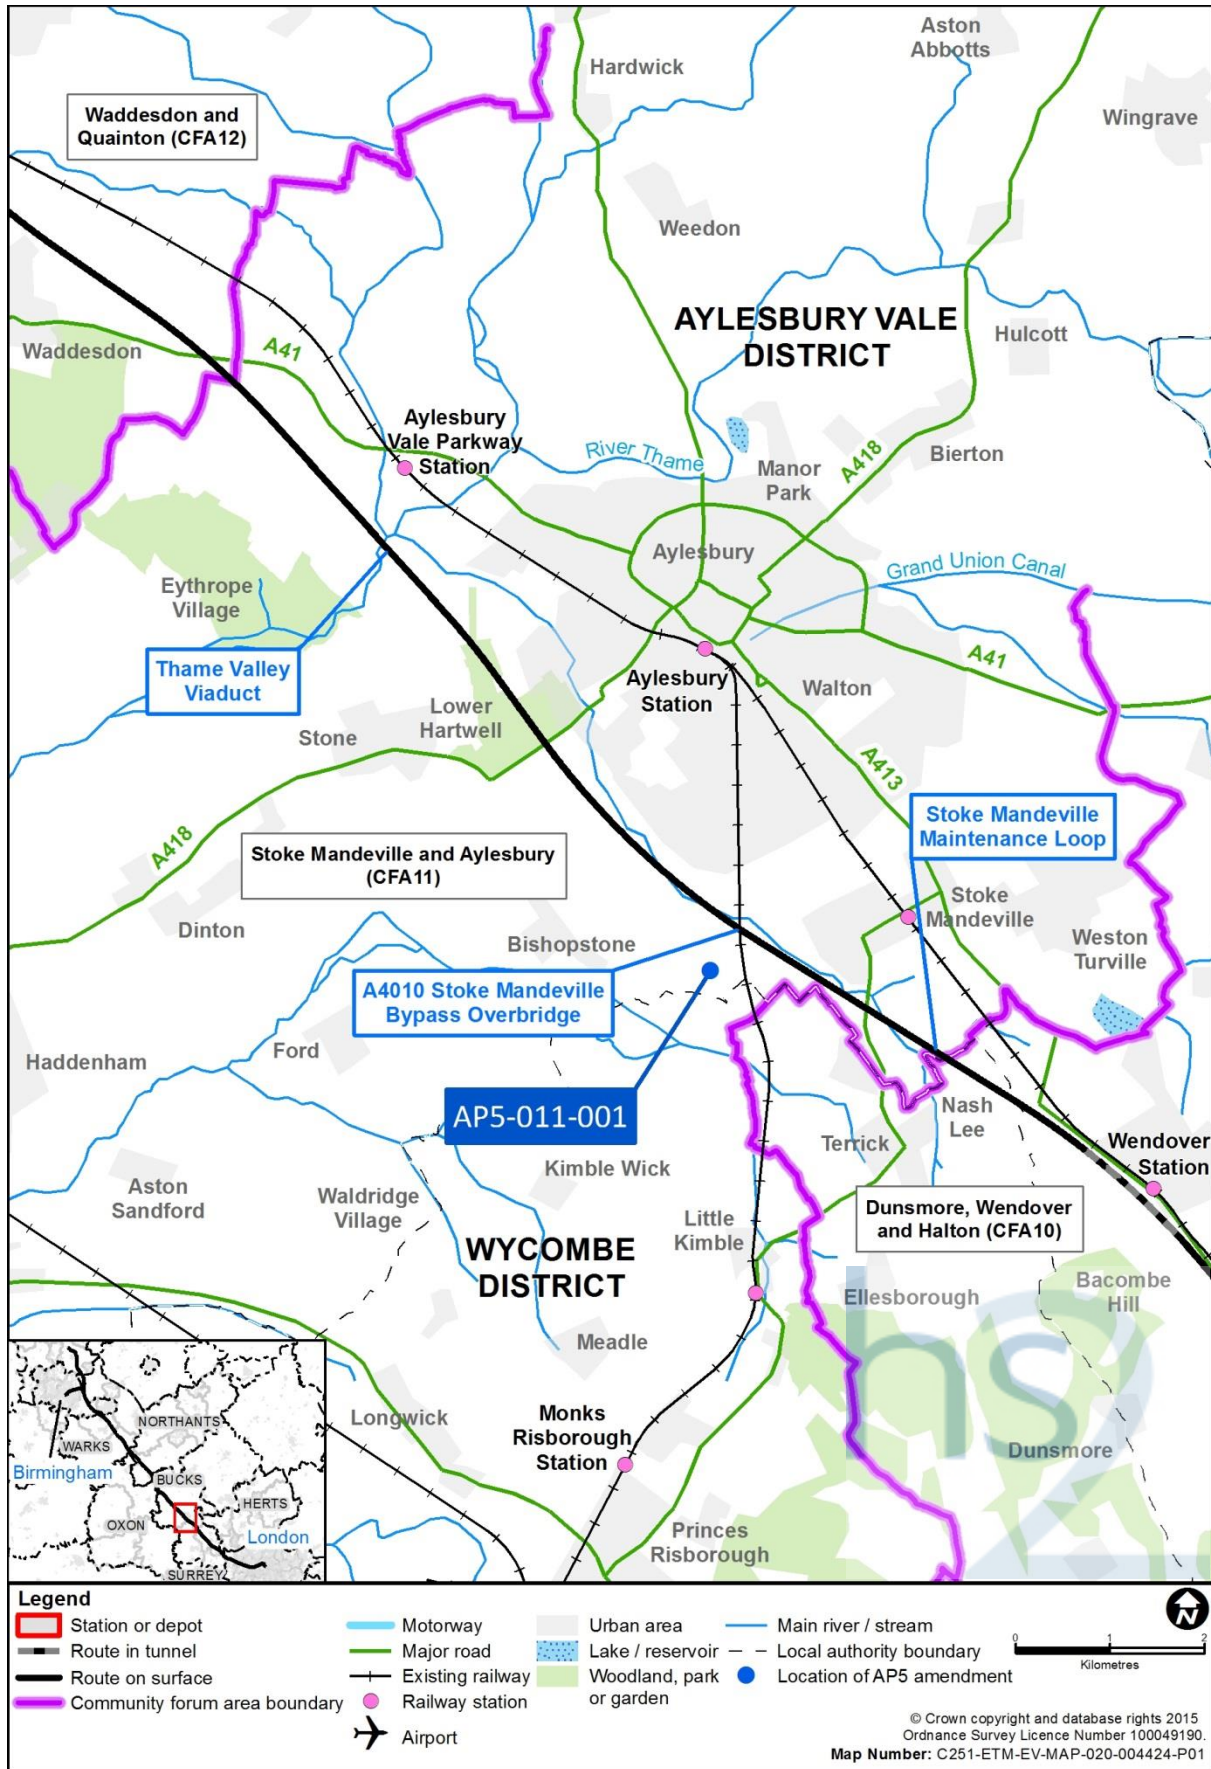 Aston
Abbotts
Hardwick
Wingrave
Waddesdon and
Quainton (CFA12)
Weedon
AYLESBURY VALE
DISTRICT
Hulcott
Waddesdon
A41
Aylesbury
Vale Parkway
Station
River Thame
Manor
Park
A418
Bierton
Aylesbury
Grand Union Canal
Eythrope
Village
Thame Valley
Viaduct
A41
Aylesbury
Station
Walton
Lower
Hartwell
Stone
A413
Stoke Mandeville
Maintenance Loop
A418
Stoke Mandeville and Aylesbury
(CFA11)
Stoke
Mandeville
Dinton
Bishopstone
Weston
Turville
A4010 Stoke Mandeville
Bypass Overbridge
Haddenham
Ford
AP5-011-001
Nash
Lee
Terrick
Wendover
Station
Kimble Wick
Aston
Sandford
Waldridge
Village
Little
Kimble
Dunsmore, Wendover
and Halton (CFA10)
WYCOMBE
DISTRICT
Ellesborough
Bacombe
Hill
Meadle
hs2
Longwick
Monks
Risborough
Station
Dunsmore
Princes
Risborough
NORTHANTS
WARKS
Birmingham
BUCKS
HERTS
OXON
London
SURREY
Legend
Station or depot
Route in tunnel
Route on surface
Community forum area boundary
Motorway
Major road
Existing railway
Railway station
Airport
Urban area
Lake / reservoir
Woodland, park
or garden
Main river / stream
Local authority boundary
Location of AP5 amendment
N
0 1 2
Kilometres
© Crown copyright and database rights 2015
Ordnance Survey Licence Number 100049190.
Map Number: C251-ETM-EV-MAP-020-004424-P01